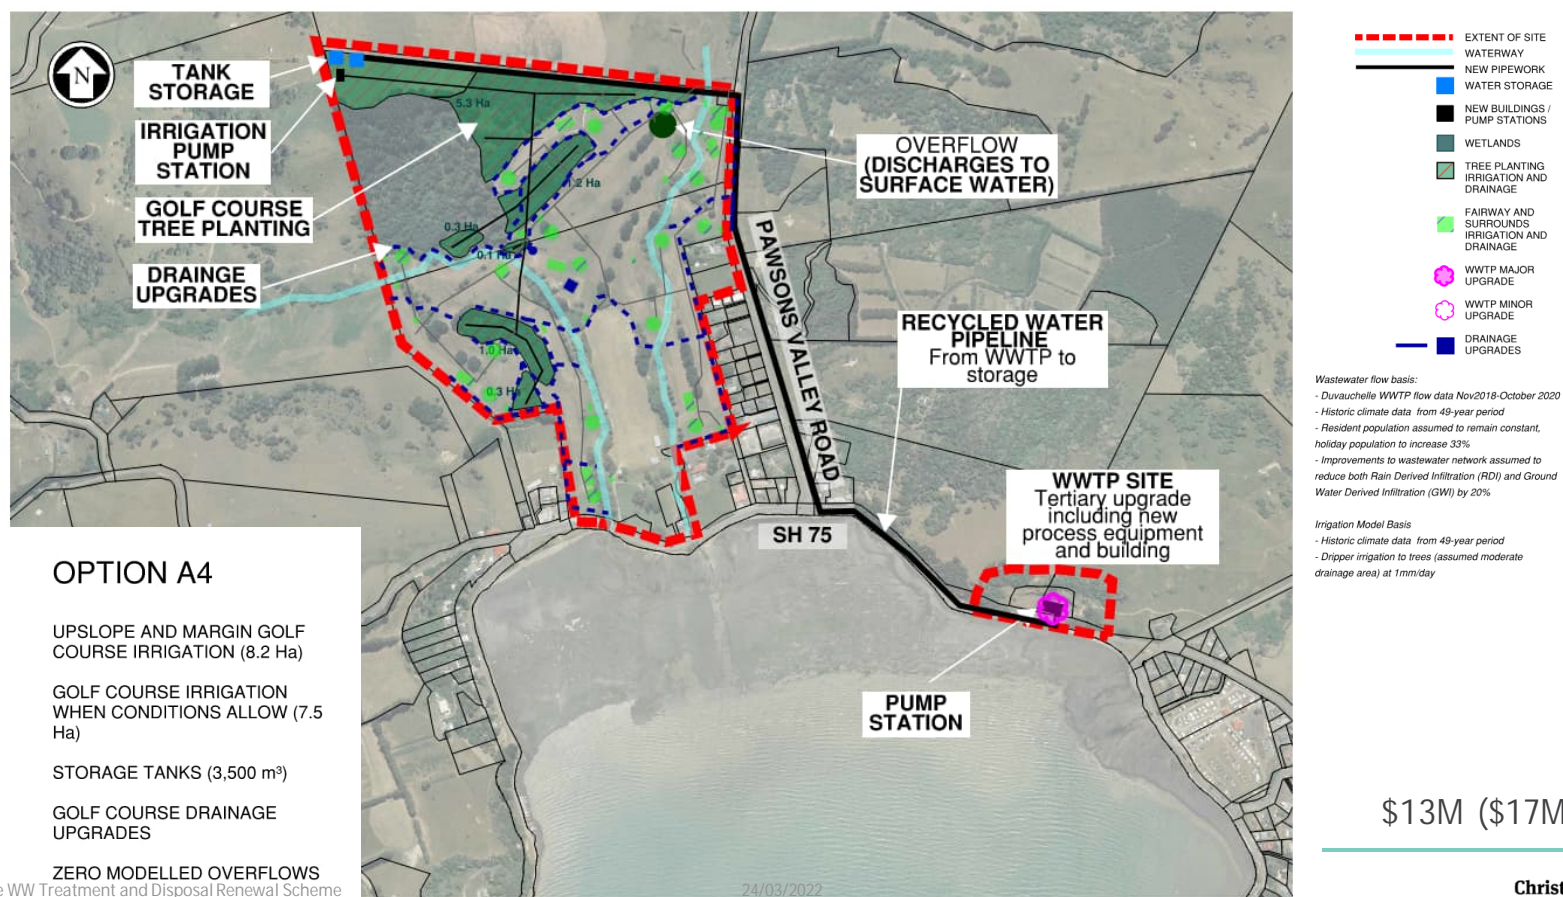 N
TANK
STORAGE
IRRIGATION
PUMP
STATION
GOLF COURSE
TREE PLANTING
DRAINGE
UPGRADES
5.3 Ha
.2 Ha
0.3 Ha
0.1 Ha
1.0 Ha
0.3 Ha
OVERFLOW
(DISCHARGES TO
SURFACE WATER)
PAWSONS VALLEY ROAD
RECYCLED WATER
PIPELINE
From WWTP to
storage
WWTP SITE
Tertiary upgrade
including new
process equipment
and building
SH 75
PUMP
STATION
OPTION A4
UPSLOPE AND MARGIN GOLF
COURSE IRRIGATION (8.2 Ha)
GOLF COURSE IRRIGATION
WHEN CONDITIONS ALLOW (7.5
Ha)
STORAGE TANKS (3,500 m³)
GOLF COURSE DRAINAGE
UPGRADES
ZERO MODELLED OVERFLOWS
e WW Treatment and Disposal Renewal Scheme
24/03/2022
EXTENT OF SITE
WATERWAY
NEW PIPEWORK
WATER STORAGE
NEW BUILDINGS /
PUMP STATIONS
WETLANDS
TREE PLANTING
IRRIGATION AND
DRAINAGE
FAIRWAY AND
SURROUNDS
IRRIGATION AND
DRAINAGE
WWTP MAJOR
UPGRADE
WWTP MINOR
UPGRADE
DRAINAGE
UPGRADES
Wastewater flow basis:
- Duvauchelle WWTP flow data Nov2018-October 2020
- Historic climate data from 49-year period
- Resident population assumed to remain constant,
holiday population to increase 33%
- Improvements to wastewater network assumed to
reduce both Rain Derived Infiltration (RDI) and Ground
Water Derived Infiltration (GWI) by 20%
Irrigation Model Basis
- Historic climate data from 49-year period
- Dripper irrigation to trees (assumed moderate
drainage area) at 1mm/day
$13M ($17M
Christ